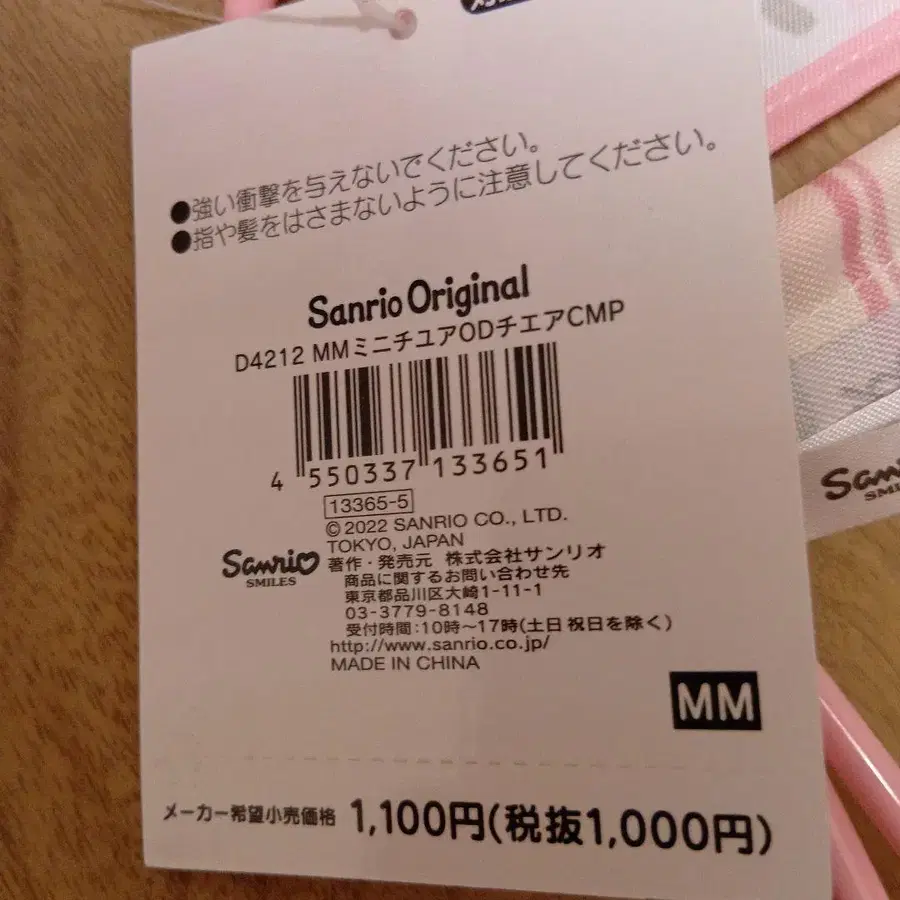 ●強い衝撃を与えないでください。
●指や髪をはさまないように注意してください。
Sanrio Original
D4212 MMミニチユアODチエアCMP
4 550337 133651
13365-5
©2022 SANRIO CO., LTD.
TOKYO, JAPAN
Sanrio
SMILES
著作・発売元 株式会社サンリオ
商品に関するお問い合わせ先
東京都品川区大崎1-11-1
03-3779-8148
受付時間:10時～17時(土日 祝日を除く)
http://www.sanrio.co.jp/
MADE IN CHINA
MM
メーカー希望小売価格 1,100円(税抜1,000円)